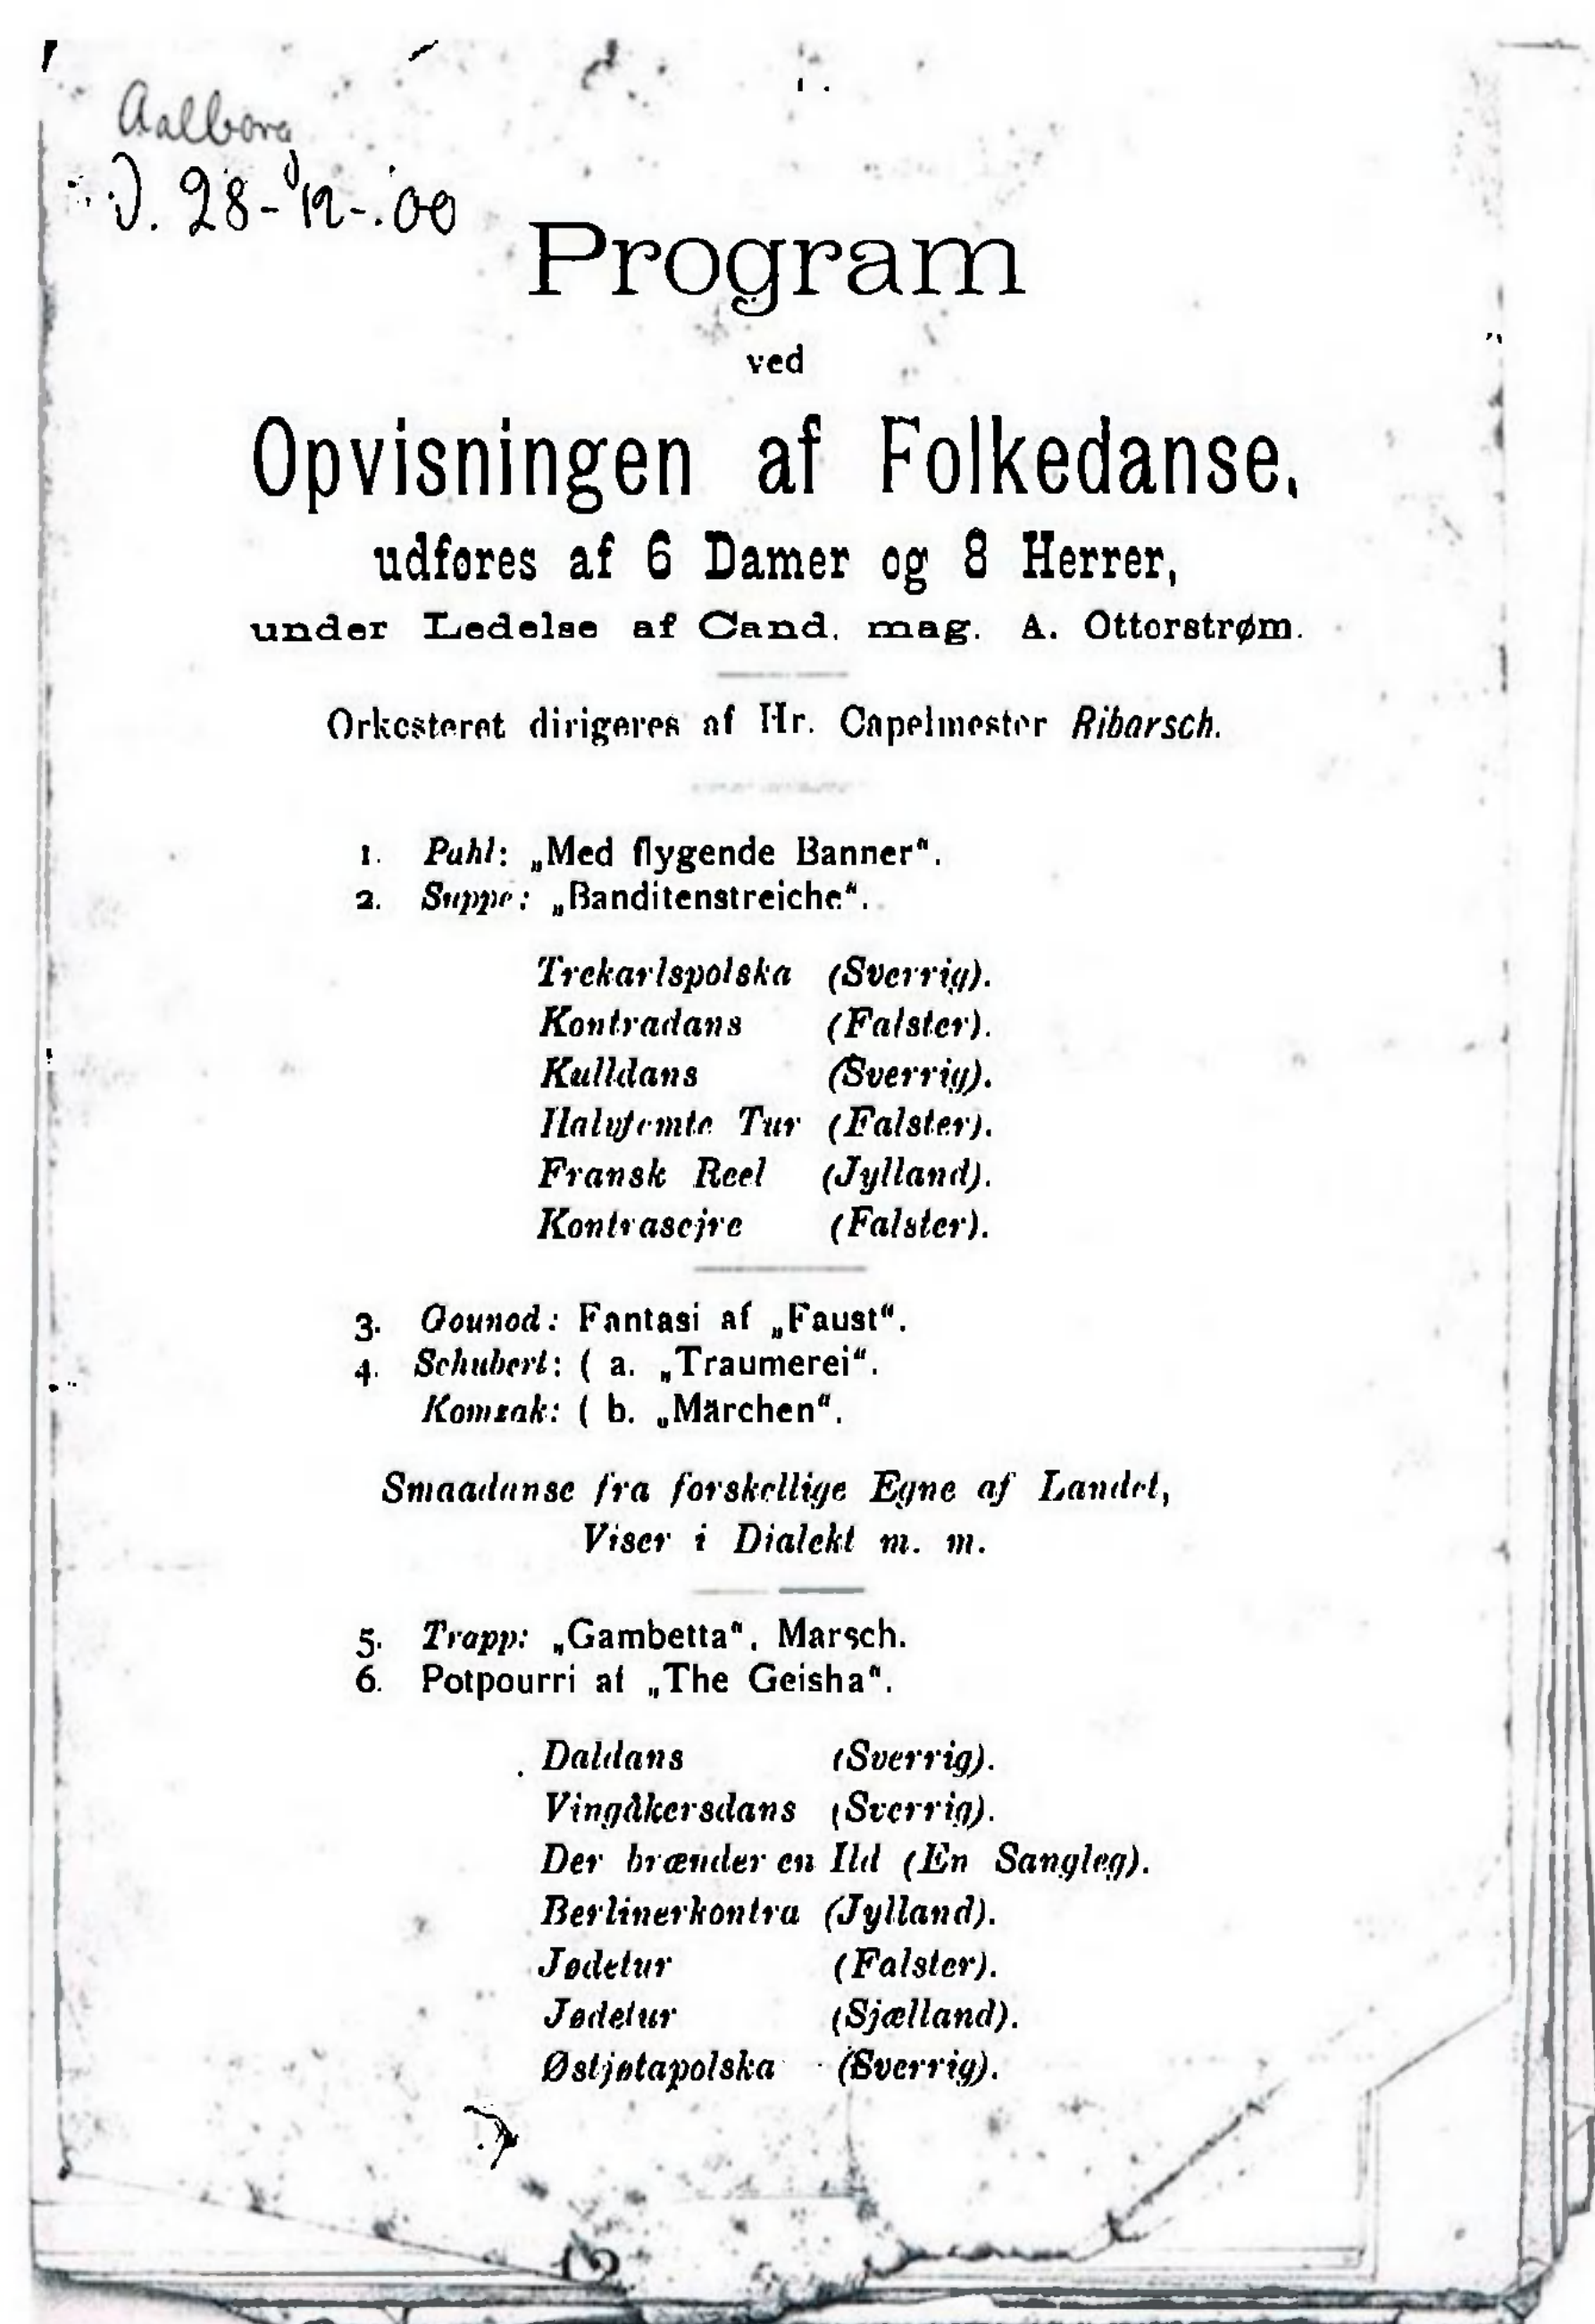 Aalborg
D. 28-12-.00
Program
ved
Opvisningen af Folkedanse,
udføres af 6 Damer og 8 Herrer,
under Ledelse af Cand. mag. A. Otterstrøm.
Orkesteret dirigeres af Hr. Capelmester Ribarsch.
1. Puhl: „Med flygende Banner“.
2. Suppé: „Banditenstreiche“.
Trekarlspolska (Sverrig).
Kontradans (Falster).
Kulldans (Sverrig).
Halvfemte Tur (Falster).
Fransk Reel (Jylland).
Kontrasejre (Falster).
3. Gounod: Fantasi af „Faust“.
4. Schubert: ( a. „Traumerei“.
Komzak: ( b. „Märchen“.
Smaadanse fra forskellige Egne af Landet,
Viser i Dialekt m. m.
5. Trapp: „Gambetta“, Marsch.
6. Potpourri af „The Geisha“.
Daldans (Sverrig).
Vingåkersdans (Sverrig).
Der brænder en Ild (En Sangleg).
Berlinerkontra (Jylland).
Jødetur (Falster).
Jødetur (Sjælland).
Østjøtapolska (Sverrig).